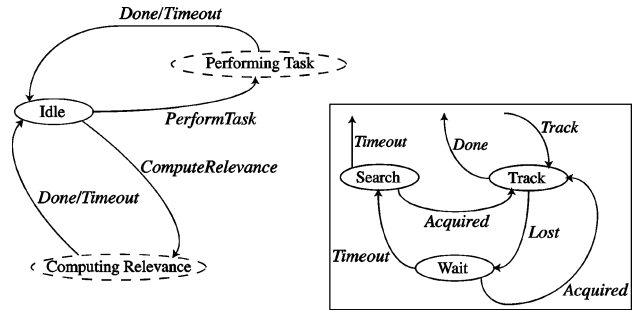 Done/Timeout
Performing Task
Idle
PerformTask
ComputeRelevance
Done/Timeout
Computing Relevance
Timeout
Done
Track
Search
Track
Acquired
Lost
Timeout
Wait
Acquired